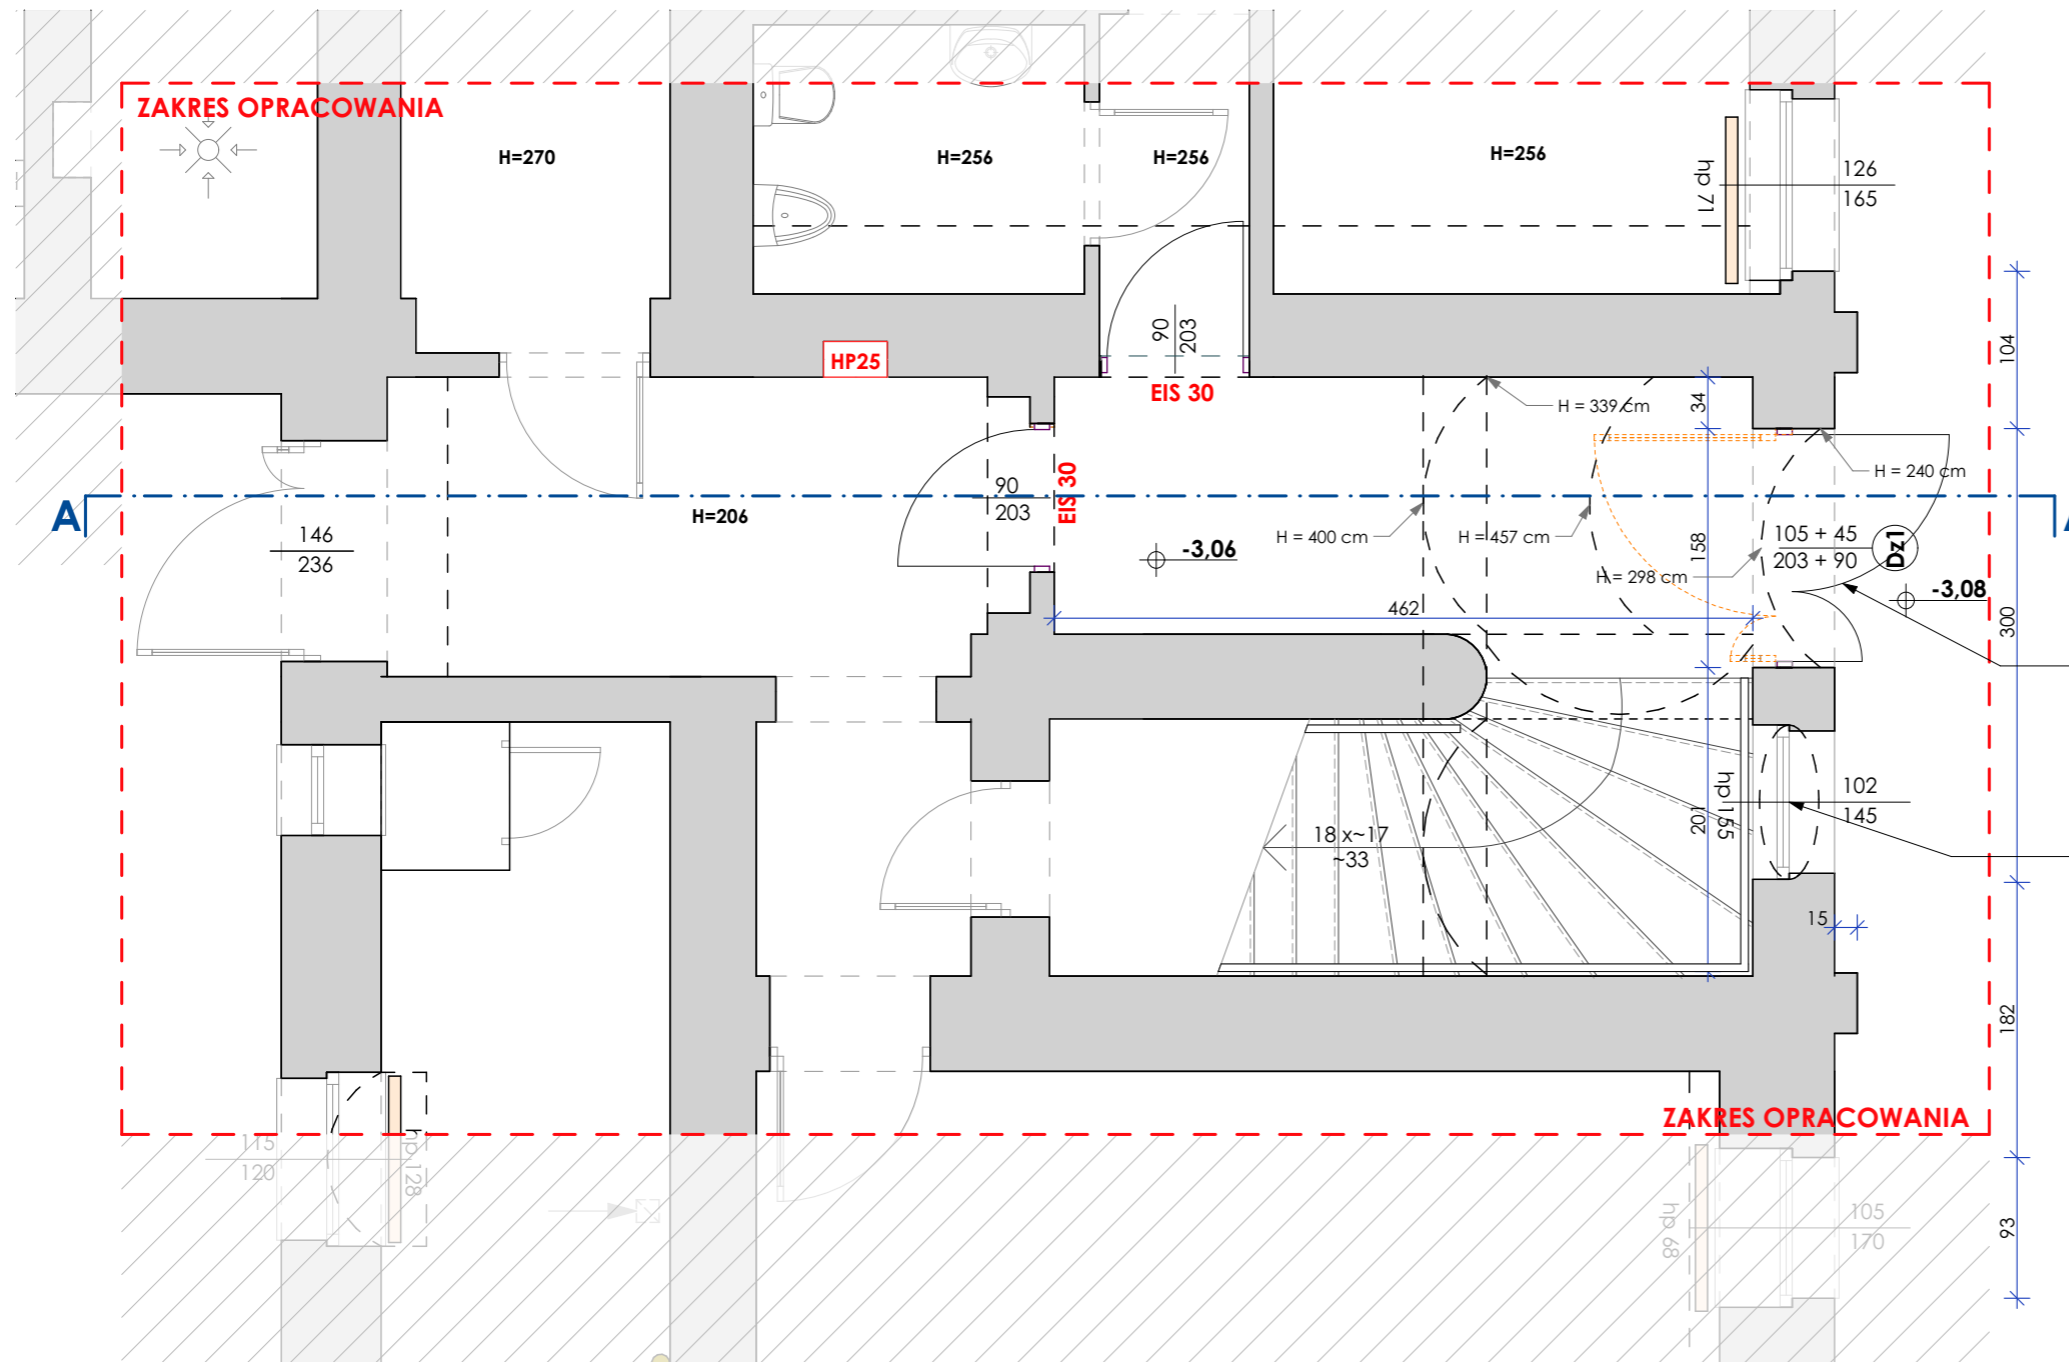 ZAKRES OPRACOWANIA
H=270
H=256
H=256
H=256
hp 71
126
165
104
90
203
HP25
EIS 30
34
H = 339 cm
H = 240 cm
A
146
236
H=206
90
203
EIS 30
-3,06
H = 400 cm
H = 457 cm
158
H = 298 cm
105 + 45
203 + 90
Dz1
-3,08
300
462
18 x~17
~33
201
hp 155
102
145
15
182
ZAKRES OPRACOWANIA
115
120
hp 128
hp 68
105
170
93